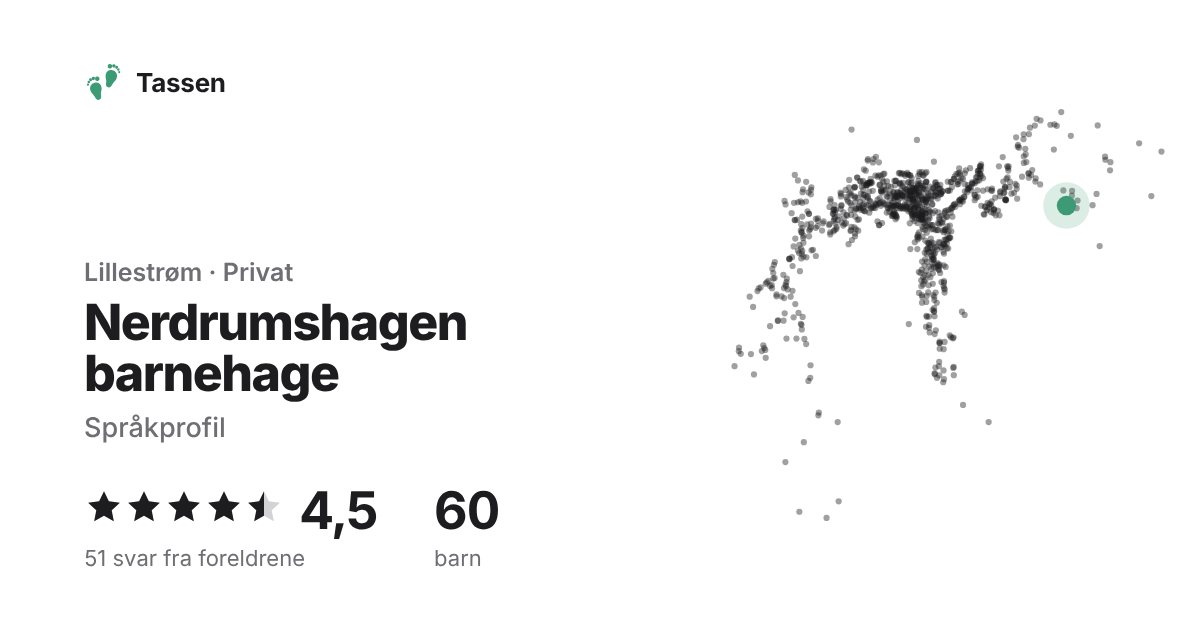 Tassen
Lillestrøm · Privat
Nerdrumshagen
barnehage
Språkprofil
4,5
60
51 svar fra foreldrene
barn